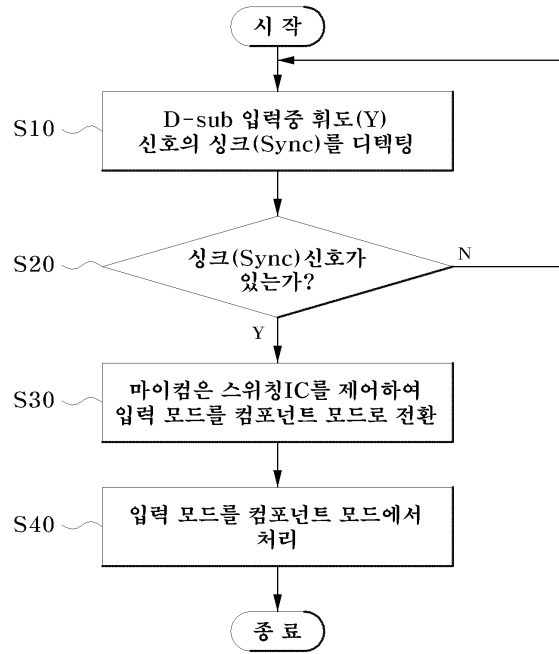 시 작
S10
D-sub 입력중 휘도(Y)
신호의 싱크(Sync)를 디텍팅
S20
싱크(Sync)신호가
있는가?
N
Y
S30
마이컴은 스위칭IC를 제어하여
입력 모드를 컴포넌트 모드로 전환
S40
입력 모드를 컴포넌트 모드에서
처리
종 료